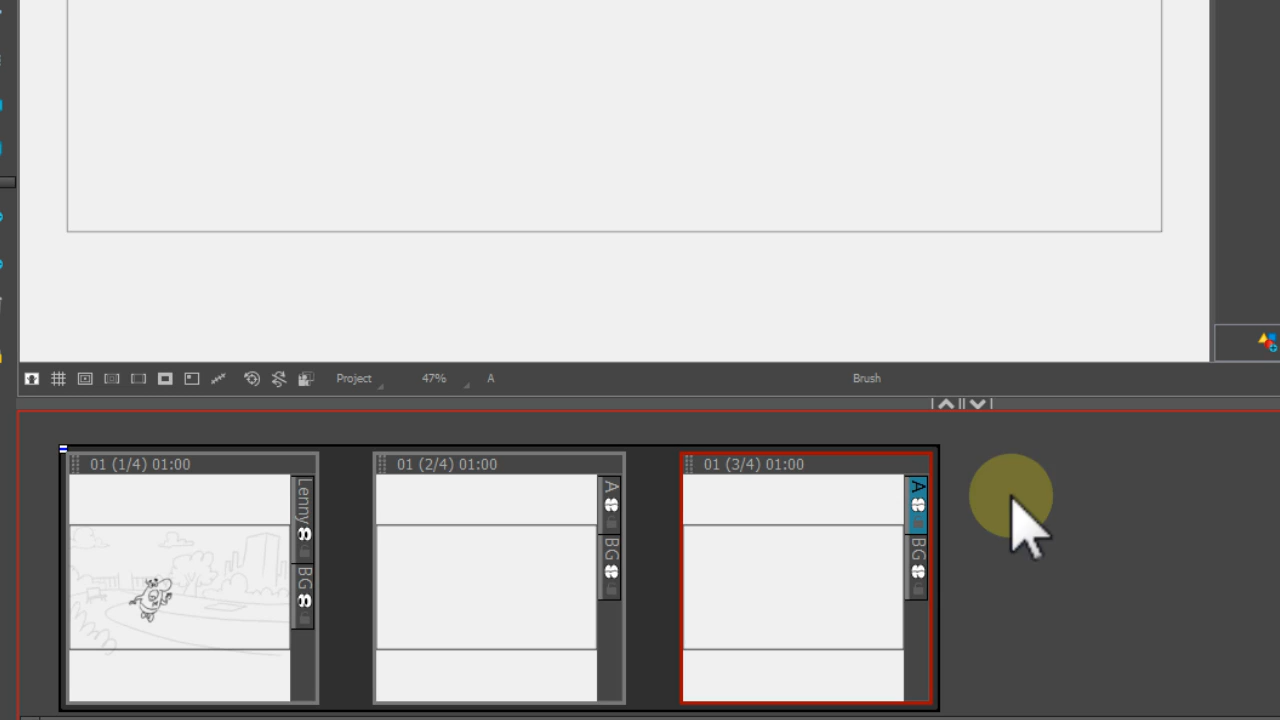 Project 47% A Brush
01 (1/4) 01:00 01 (2/4) 01:00 01 (3/4) 01:00
Lenny A A
BG BG BG